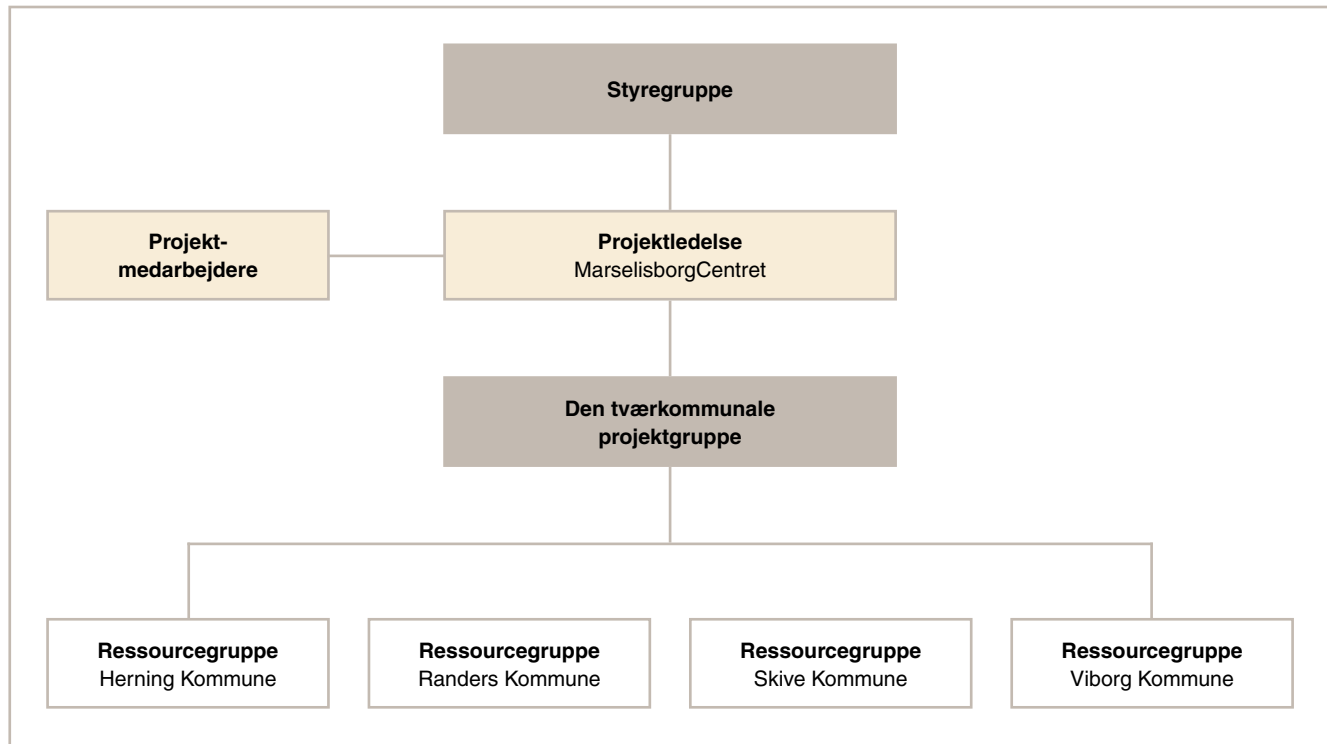 Styregruppe
Projekt-
medarbejdere
Projektledelse
MarselisborgCentret
Den tværkommunale
projektgruppe
Ressourcegruppe
Herning Kommune
Ressourcegruppe
Randers Kommune
Ressourcegruppe
Skive Kommune
Ressourcegruppe
Viborg Kommune